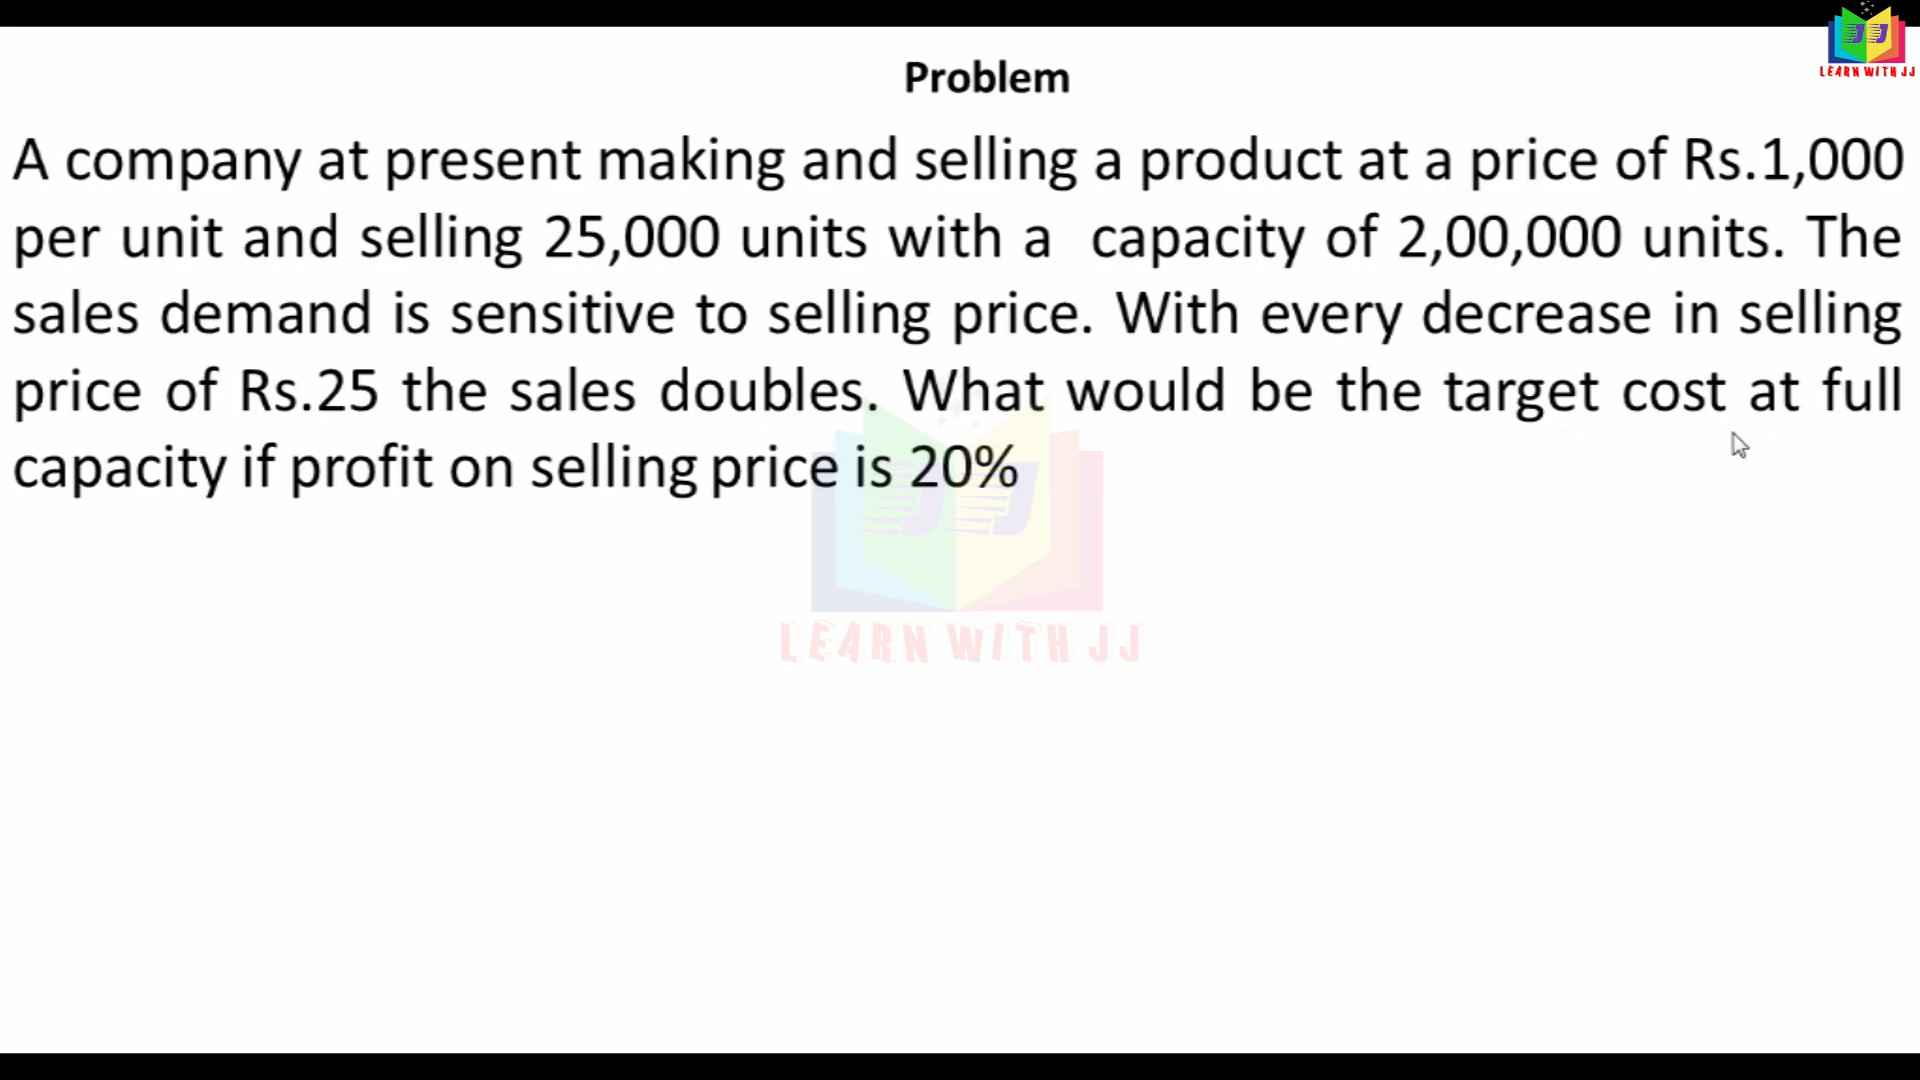 LEARN WITH JJ
Problem
A company at present making and selling a product at a price of Rs.1,000
per unit and selling 25,000 units with a capacity of 2,00,000 units. The
sales demand is sensitive to selling price. With every decrease in selling
price of Rs.25 the sales doubles. What would be the target cost at full
capacity if profit on selling price is 20%
JJ
LEARN WITH JJ